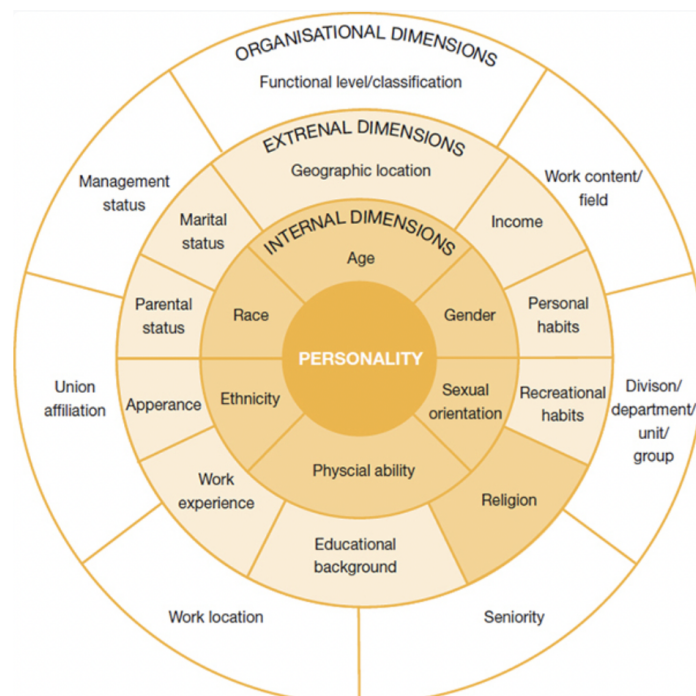 ORGANISATIONAL DIMENSIONS
Functional level/classification
EXTRENAL DIMENSIONS
Geographic location
Management
status
Work content/
field
Marital
status
Income
INTERNAL DIMENSIONS
Age
Parental
status
Race
Gender
Personal
habits
PERSONALITY
Union
affiliation
Apperance
Ethnicity
Sexual
orientation
Recreational
habits
Divison/
department/
unit/
group
Physcial ability
Work
experience
Religion
Educational
background
Work location
Seniority